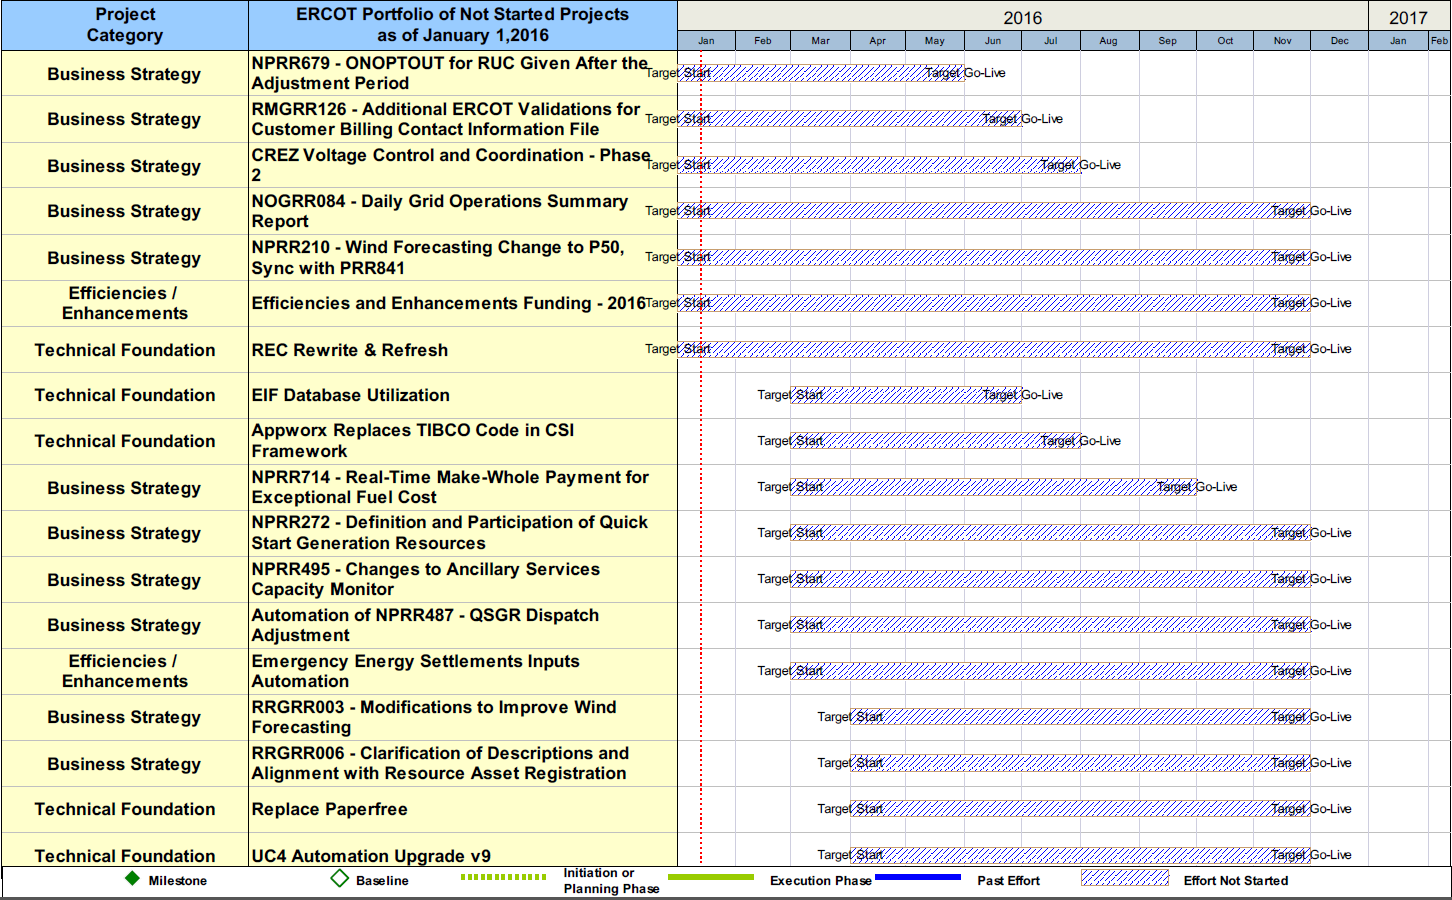 Project
Category
ERCOT Portfolio of Not Started Projects
as of January 1,2016
2016
2017
Jan Feb Mar Apr May Jun Jul Aug Sep Oct Nov Dec Jan Feb
Business Strategy
NPRR679 - ONOPTOUT for RUC Given After the
Adjustment Period
Target Start
Target Go-Live
Business Strategy
RMGRR126 - Additional ERCOT Validations for
Customer Billing Contact Information File
Target Start
Target Go-Live
Business Strategy
CREZ Voltage Control and Coordination - Phase
2
Target Start
Target Go-Live
Business Strategy
NOGRR084 - Daily Grid Operations Summary
Report
Target Start
Target Go-Live
Business Strategy
NPRR210 - Wind Forecasting Change to P50,
Sync with PRR841
Target Start
Target Go-Live
Efficiencies /
Enhancements
Efficiencies and Enhancements Funding - 2016
Target Start
Target Go-Live
Technical Foundation
REC Rewrite & Refresh
Target Start
Target Go-Live
Technical Foundation
EIF Database Utilization
Target Start
Target Go-Live
Technical Foundation
Appworx Replaces TIBCO Code in CSI
Framework
Target Start
Target Go-Live
Business Strategy
NPRR714 - Real-Time Make-Whole Payment for
Exceptional Fuel Cost
Target Start
Target Go-Live
Business Strategy
NPRR272 - Definition and Participation of Quick
Start Generation Resources
Target Start
Target Go-Live
Business Strategy
NPRR495 - Changes to Ancillary Services
Capacity Monitor
Target Start
Target Go-Live
Business Strategy
Automation of NPRR487 - QSGR Dispatch
Adjustment
Target Start
Target Go-Live
Efficiencies /
Enhancements
Emergency Energy Settlements Inputs
Automation
Target Start
Target Go-Live
Business Strategy
RRGRR003 - Modifications to Improve Wind
Forecasting
Target Start
Target Go-Live
Business Strategy
RRGRR006 - Clarification of Descriptions and
Alignment with Resource Asset Registration
Target Start
Target Go-Live
Technical Foundation
Replace Paperfree
Target Start
Target Go-Live
Technical Foundation
UC4 Automation Upgrade v9
Target Start
Target Go-Live
Milestone
Baseline
Initiation or
Planning Phase
Execution Phase
Past Effort
Effort Not Started